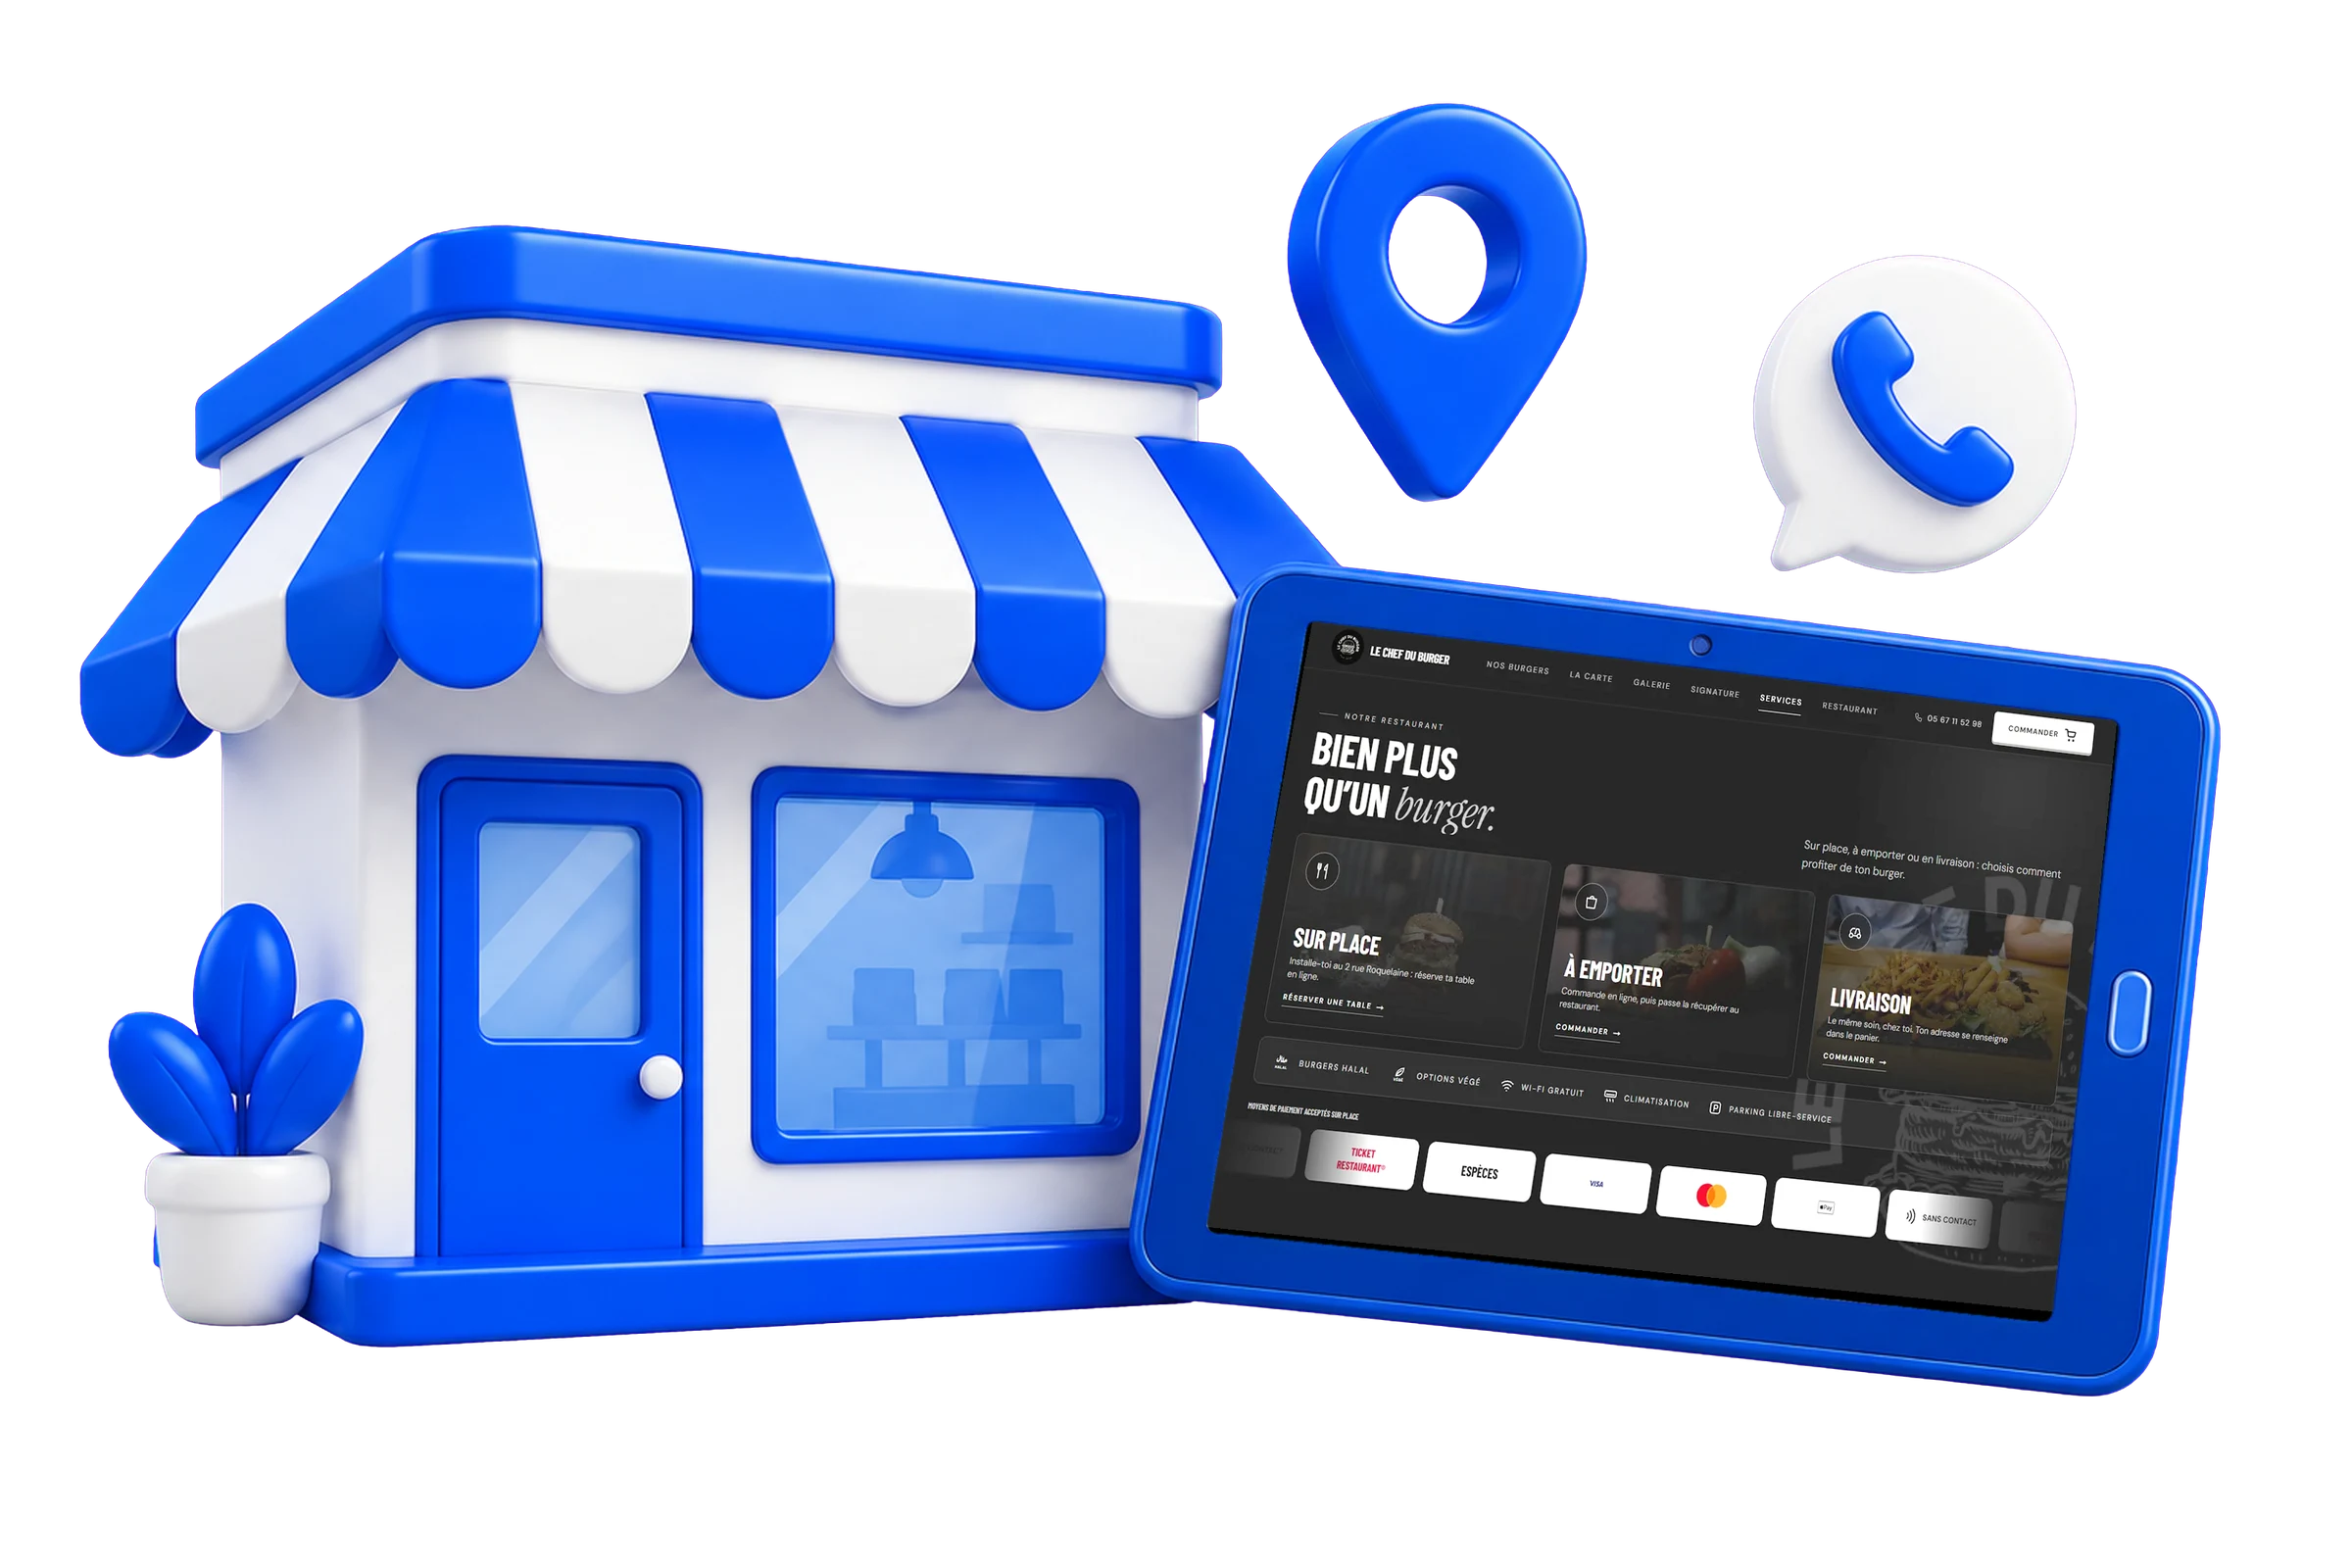 LE CHEF DU BURGER
NOS BURGERS
LA CARTE
GALERIE
SIGNATURE
SERVICES
RESTAURANT
05 67 11 52 98
COMMANDER
NOTRE RESTAURANT
BIEN PLUS
QU'UN burger.
Sur place, à emporter ou en livraison : choisis comment
profiter de ton burger.
SUR PLACE
Installe-toi au 2 rue Roquelaine : réserve ta table
en ligne.
RÉSERVER UNE TABLE →
À EMPORTER
Commande en ligne, puis passe la récupérer au
restaurant.
COMMANDER →
LIVRAISON
Le même soin, chez toi. Ton adresse se renseigne
dans le panier.
COMMANDER →
BURGERS HALAL
OPTIONS VÉGÉ
WI-FI GRATUIT
CLIMATISATION
P PARKING LIBRE-SERVICE
MOYENS DE PAIEMENT ACCEPTÉS SUR PLACE
TICKET
RESTAURANT®
ESPÈCES
VISA
Pay
SANS CONTACT
LE
DU